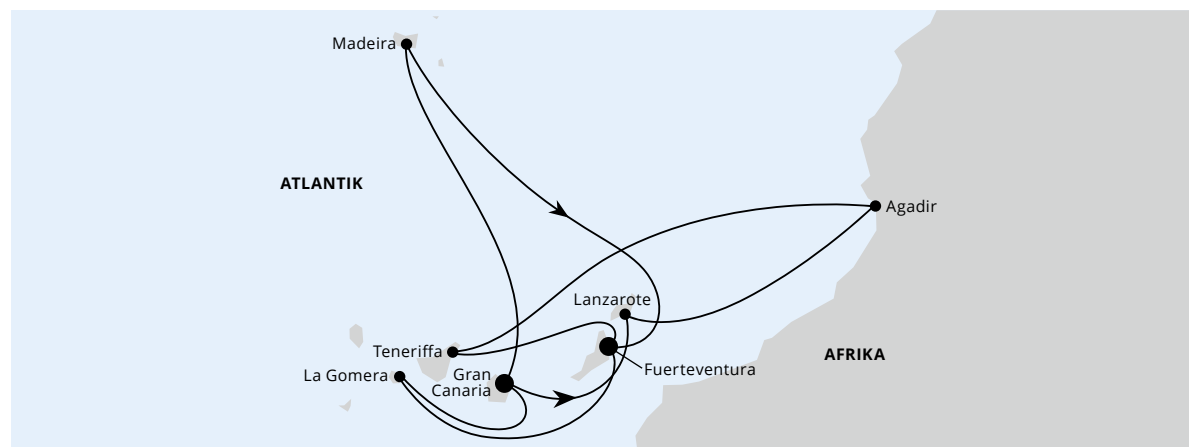 Madeira
ATLANTIK
Agadir
Lanzarote
Teneriffa
AFRIKA
Fuerteventura
La Gomera
Gran
Canaria